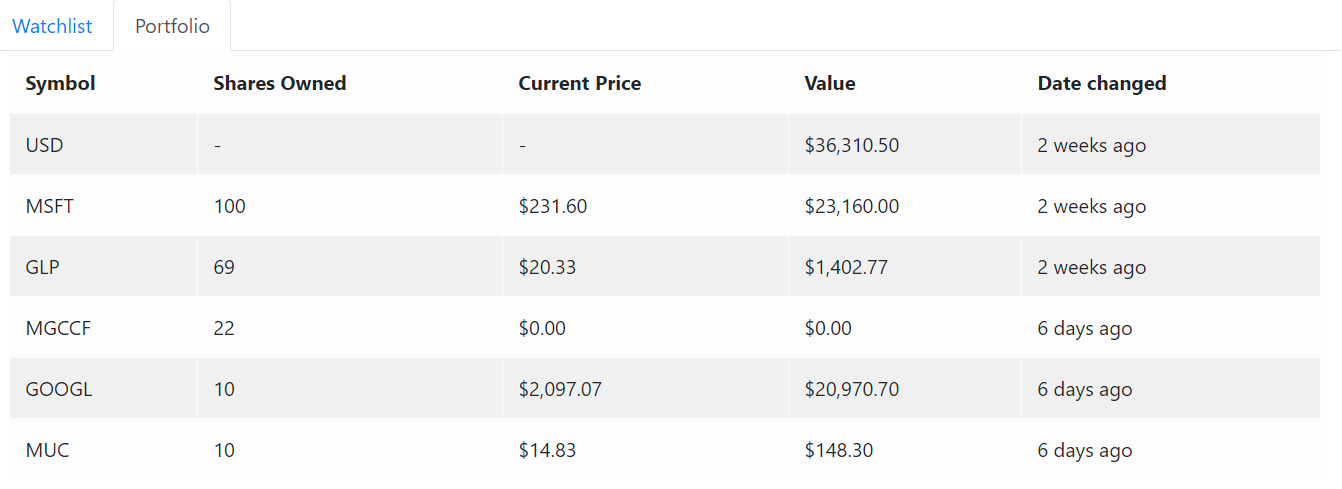 Watchlist Portfolio
Symbol Shares Owned Current Price Value Date changed
USD - - $36,310.50 2 weeks ago
MSFT 100 $231.60 $23,160.00 2 weeks ago
GLP 69 $20.33 $1,402.77 2 weeks ago
MGCCF 22 $0.00 $0.00 6 days ago
GOOGL 10 $2,097.07 $20,970.70 6 days ago
MUC 10 $14.83 $148.30 6 days ago